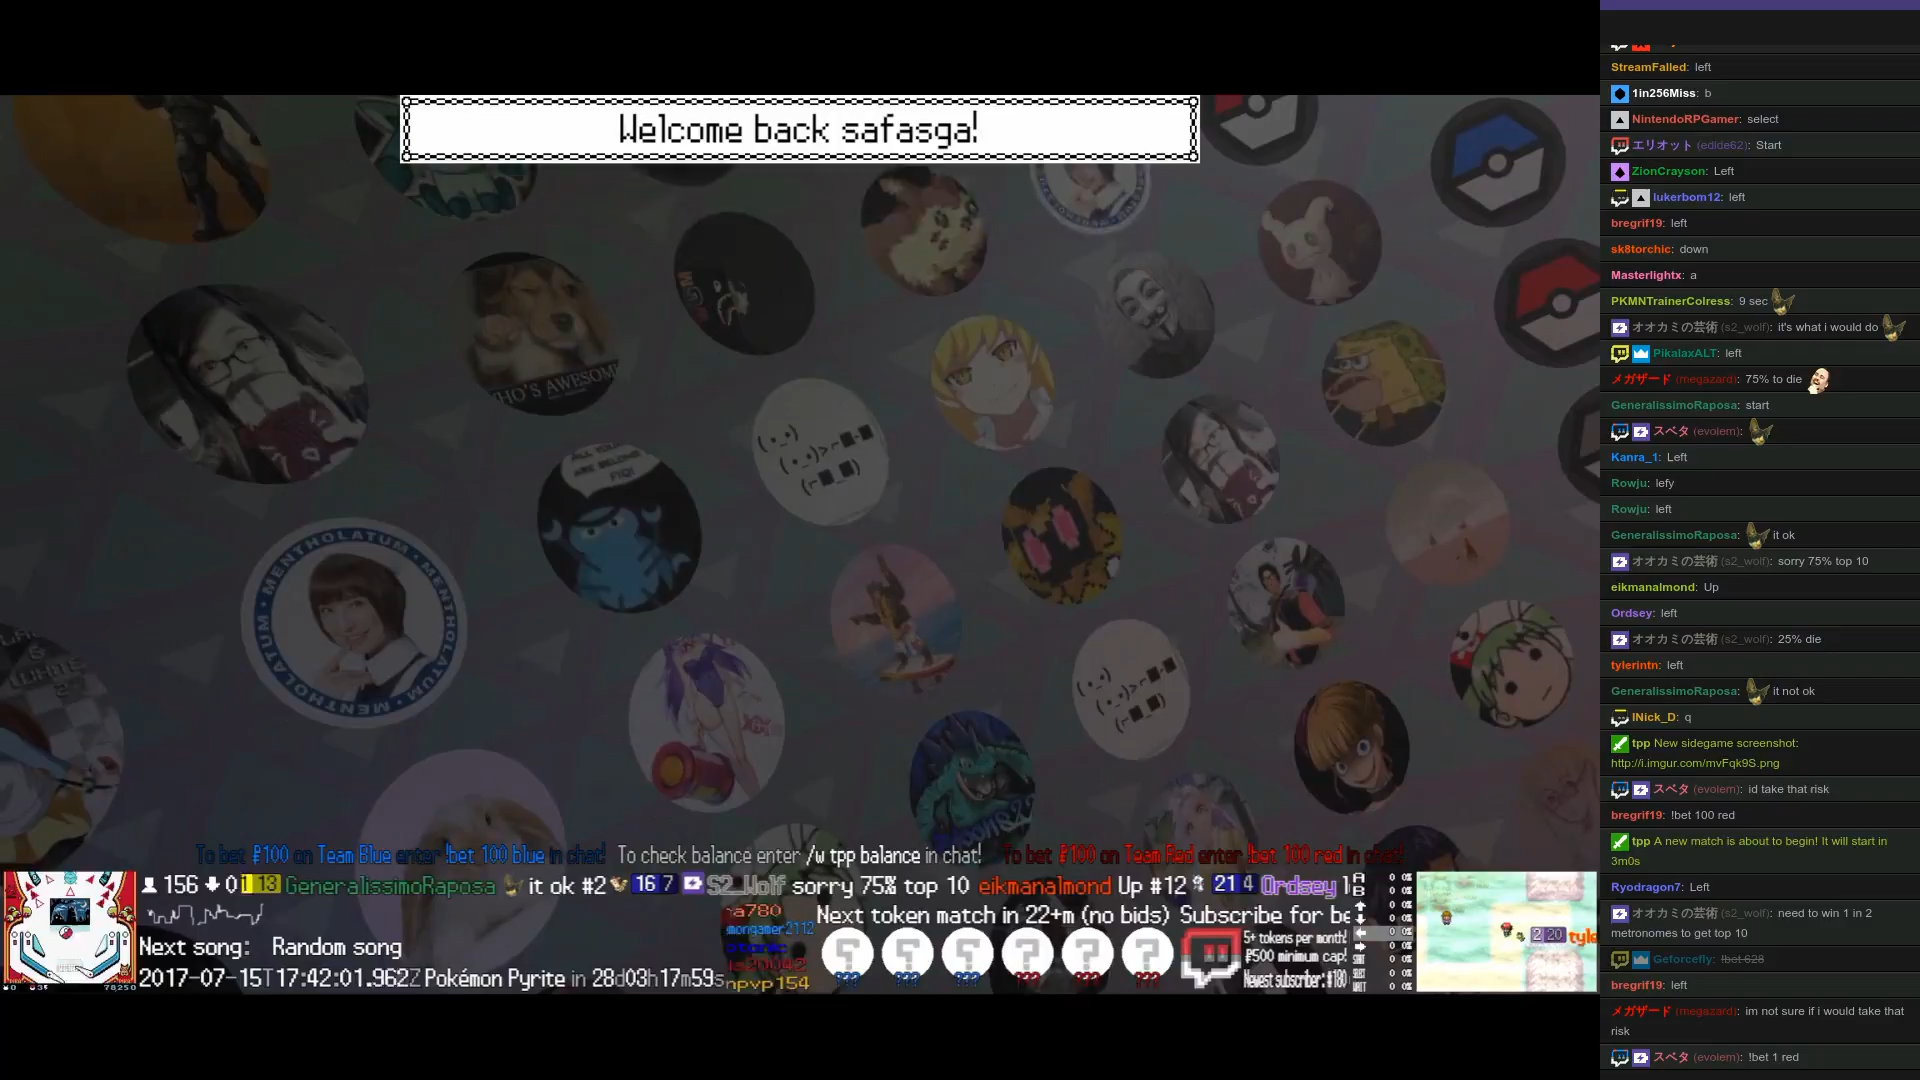 Welcome back safasga!
WHO'S AWESOME
MENTHOLATUM • MENTHOLATUM • MENTHOLATUM
To bet ₽100 on Team Blue enter !bet 100 blue in chat! To check balance enter /w tpp balance in chat! To bet ₽100 on Team Red enter !bet 100 red in chat!
156 0 13 GeneralissimoRaposa it ok #2 16 7 S2_Wolf sorry 75% top 10 eikmanalmond Up #12 21 4 Ordsey
Next token match in 22+m (no bids) Subscribe for be
Next song: Random song
2017-07-15T17:42:01.962Z Pokémon Pyrite in 28d03h17m59s
npvp154
??? ??? ??? ??? ??? ???
5+ tokens per month!
₽500 minimum cap!
78250
2 20 tyle
StreamFalled: left
1in256Miss: b
NintendoRPGamer: select
エリオット (edlde62): Start
ZionCrayson: Left
lukerbom12: left
bregrif19: left
sk8torchic: down
Masterlightx: a
PKMNTrainerColress: 9 sec
オオカミの芸術 (s2_wolf): it's what i would do
PikalaxALT: left
メガザード (megazard): 75% to die
GeneralissimoRaposa: start
スベタ (evolem):
Kanra_1: Left
Rowju: lefy
Rowju: left
GeneralissimoRaposa: it ok
オオカミの芸術 (s2_wolf): sorry 75% top 10
eikmanalmond: Up
Ordsey: left
オオカミの芸術 (s2_wolf): 25% die
tylerintn: left
GeneralissimoRaposa: it not ok
INick_D: q
tpp New sidegame screenshot:
http://i.imgur.com/mvFqk9S.png
スベタ (evolem): id take that risk
bregrif19: !bet 100 red
tpp A new match is about to begin! It will start in
3m0s
Ryodragon7: Left
オオカミの芸術 (s2_wolf): need to win 1 in 2
metronomes to get top 10
Geforcefly: !bet 628
bregrif19: left
メガザード (megazard): im not sure if i would take that
risk
スベタ (evolem): !bet 1 red